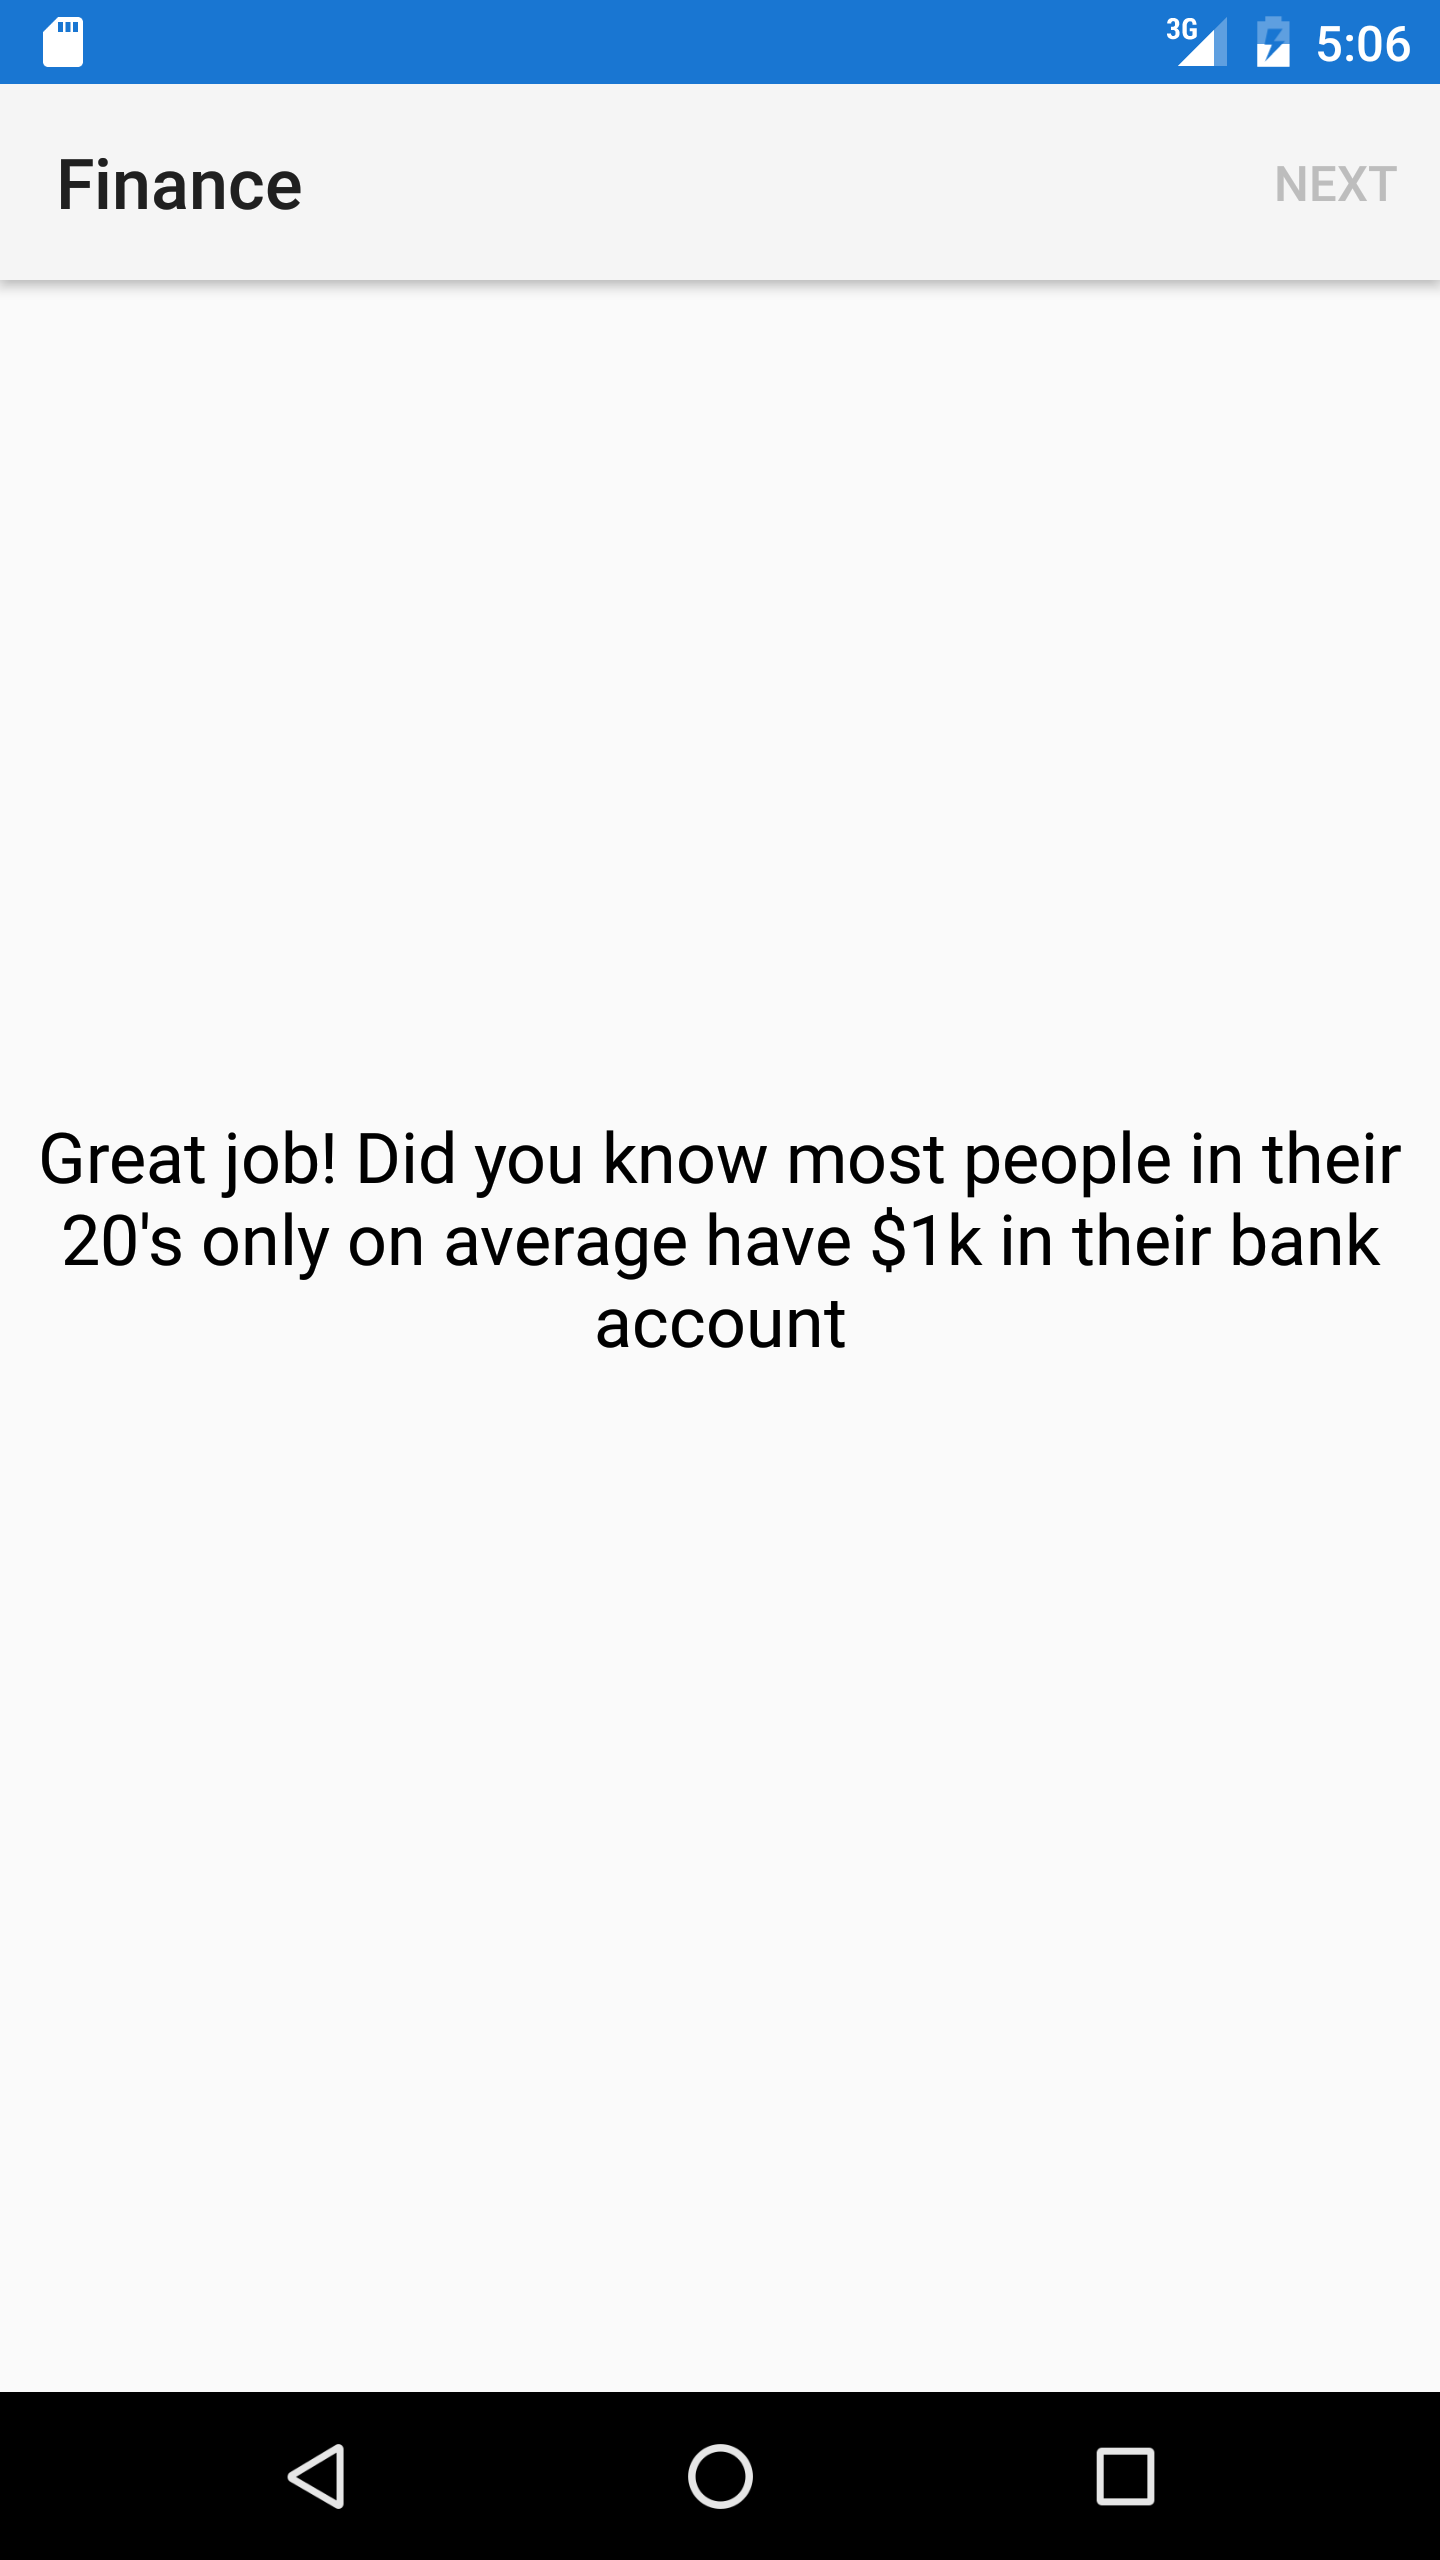 3G 5:06
Finance NEXT
Great job! Did you know most people in their
20's only on average have $1k in their bank
account